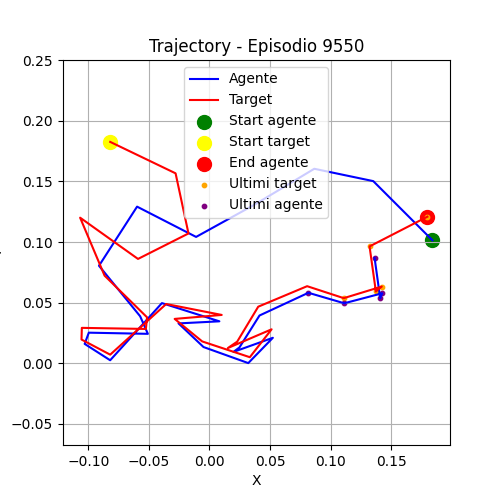 Trajectory - Episodio 9550
Agente
Target
Start agente
Start target
End agente
Ultimi target
Ultimi agente
0.25
0.20
0.15
0.10
0.05
0.00
−0.05
−0.10
−0.05
0.00
0.05
0.10
0.15
X